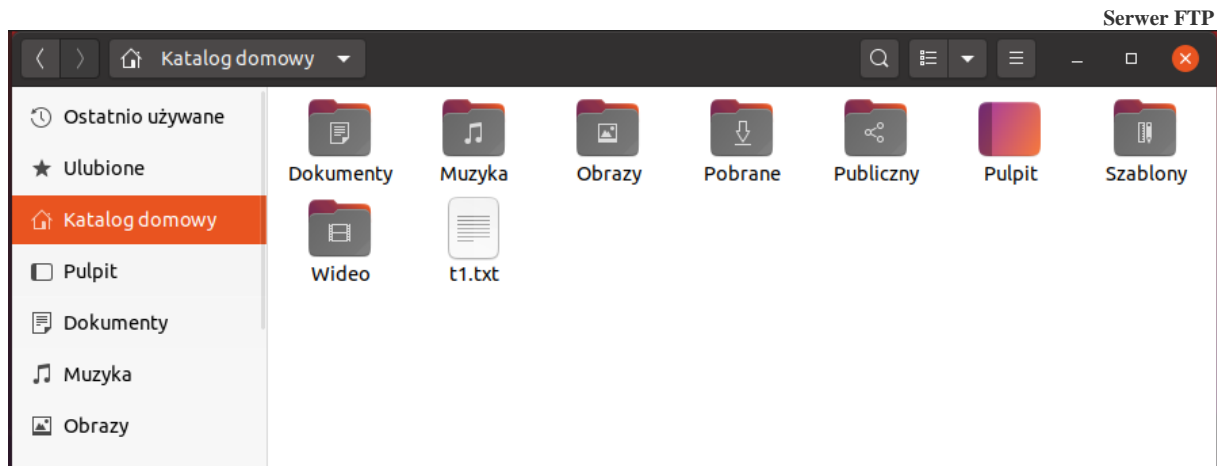 Serwer FTP
Katalog domowy
Ostatnio używane
Ulubione
Katalog domowy
Pulpit
Dokumenty
Muzyka
Obrazy
Dokumenty Muzyka Obrazy Pobrane Publiczny Pulpit Szablony
Wideo t1.txt